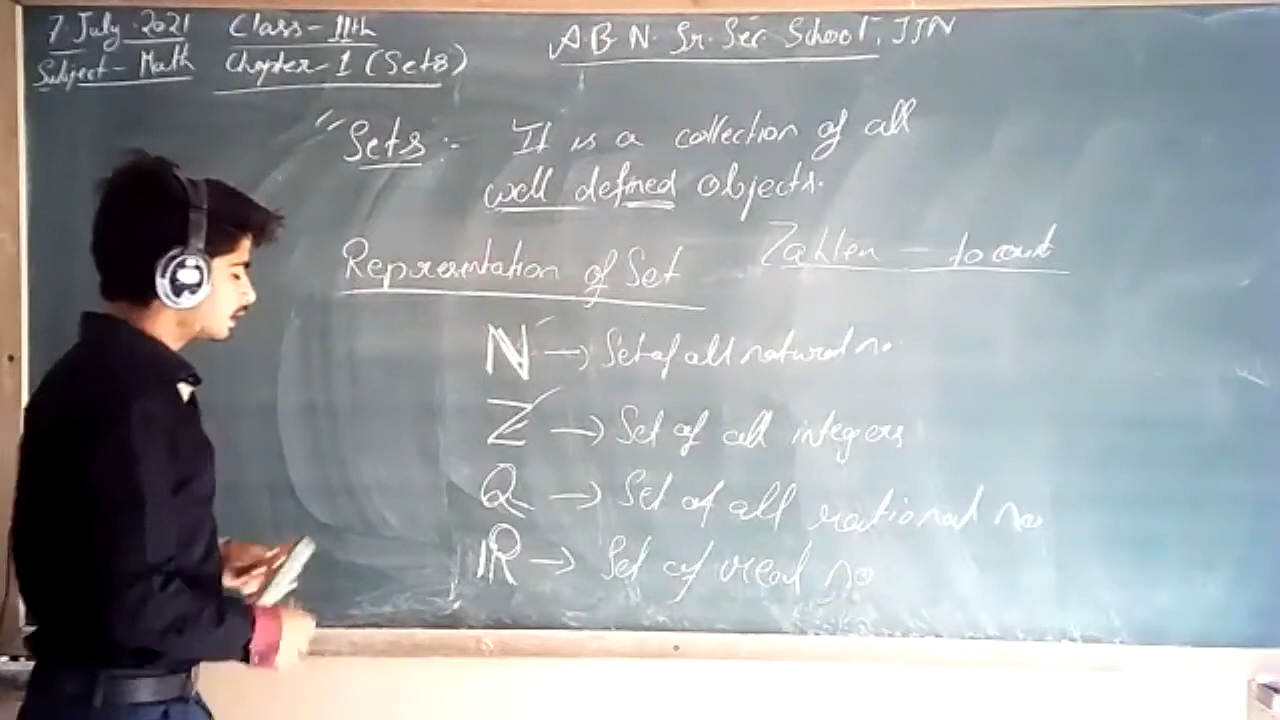 7 July 2021 Class-11th A B N Sr. Sec School, JJN
Subject- Math Chapter-1 (Sets)
"Sets :- It is a collection of all
well defined objects.
Zahlen - to count
Representation of Set
N → Set of all natural no.
Z → Set of all integers
Q → Set of all rational no
R → Set of real no